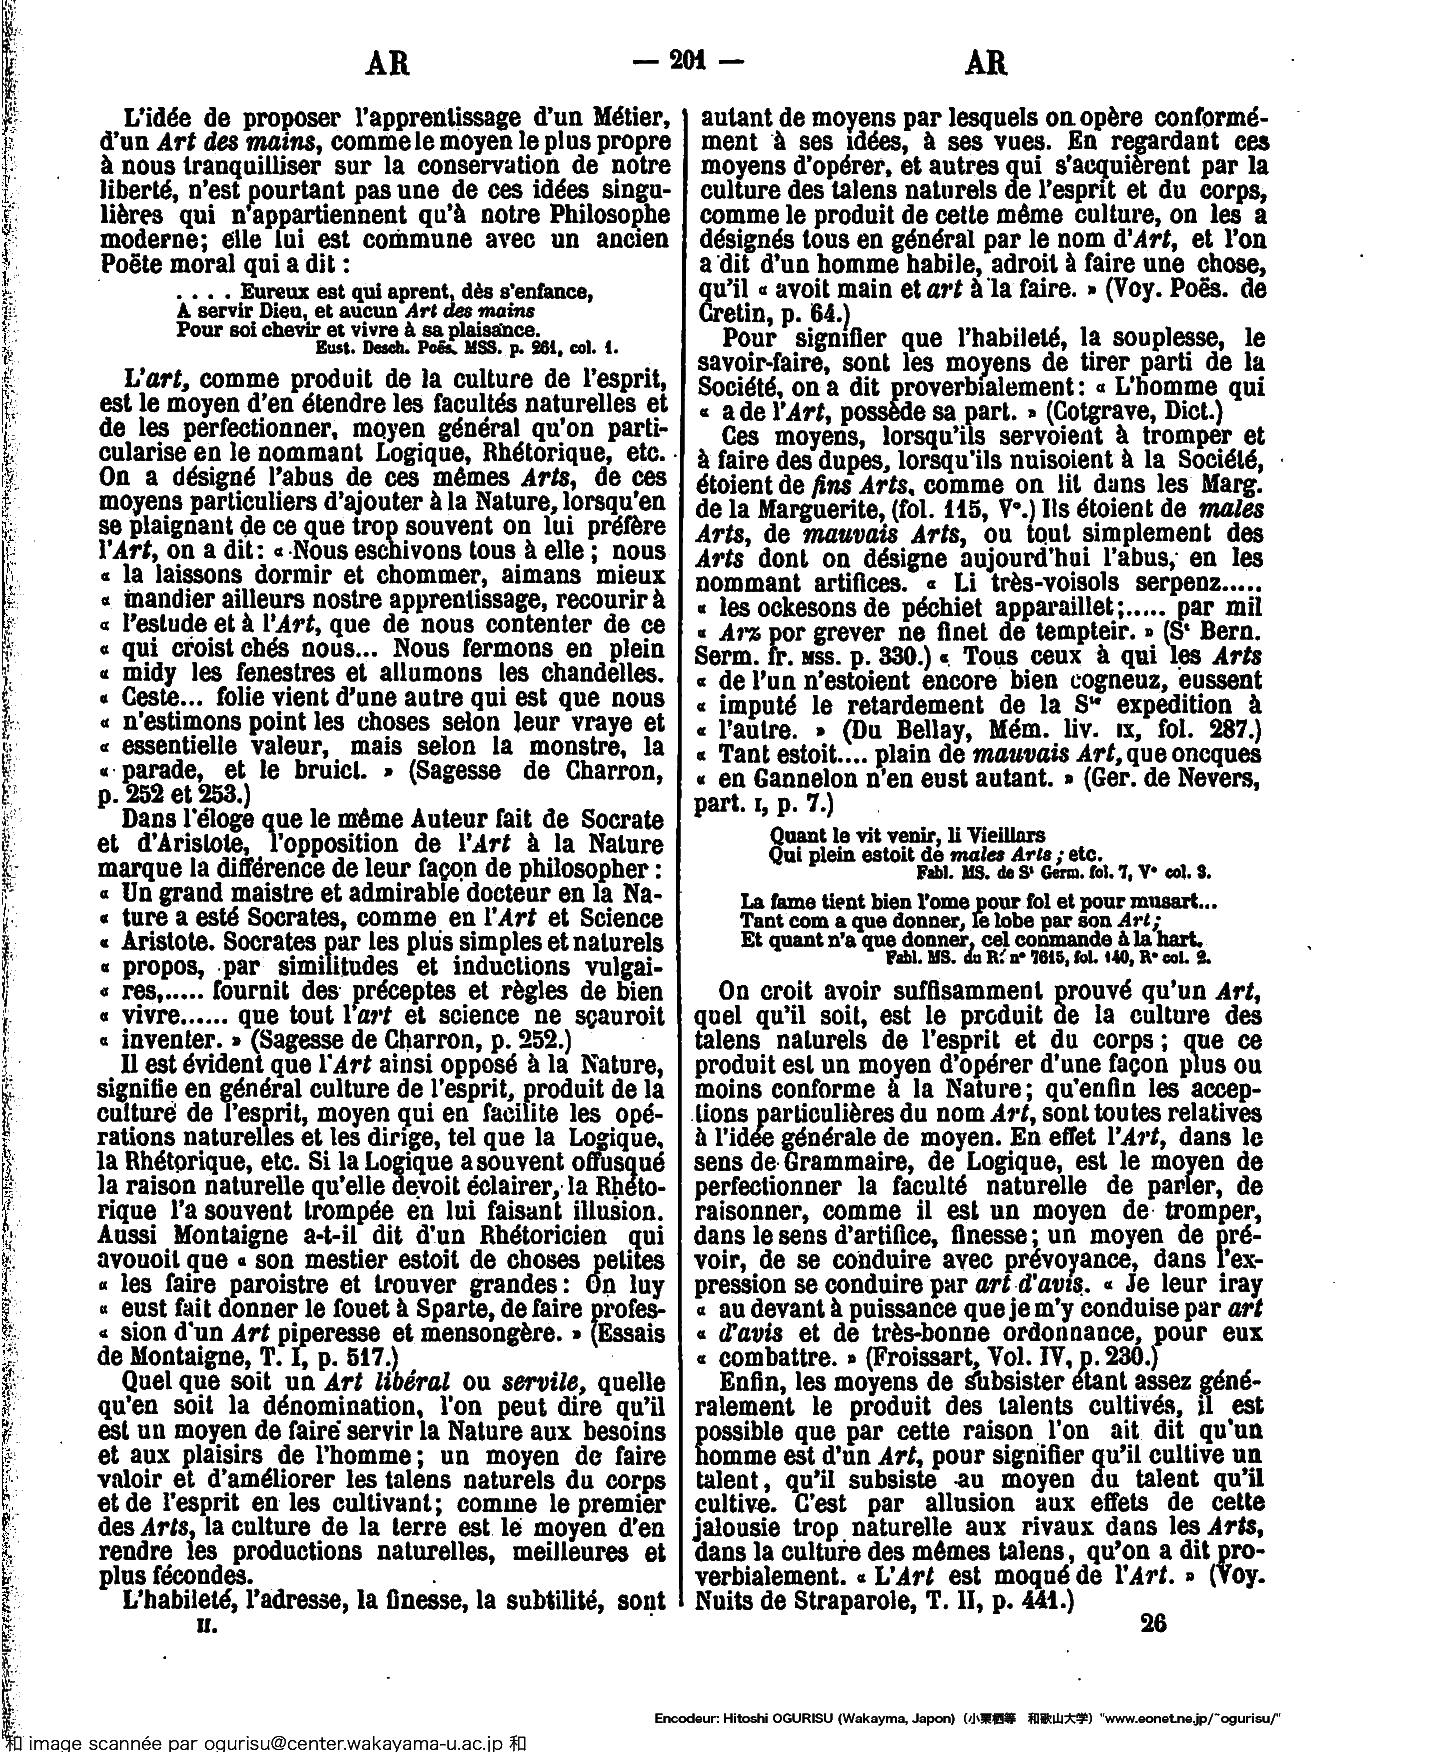 AR — 201 — AR
L'idée de proposer l'apprentissage d'un Métier,
d'un Art des mains, comme le moyen le plus propre
à nous tranquilliser sur la conservation de notre
liberté, n'est pourtant pas une de ces idées singu-
lières qui n'appartiennent qu'à notre Philosophe
moderne; elle lui est commune avec un ancien
Poëte moral qui a dit :
. . . . Eureux est qui aprent, dès s'enfance,
A servir Dieu, et aucun Art des mains
Pour soi chevir et vivre à sa plaisance.
Eust. Desch. Poës. MSS. p. 261, col. 1.
L'art, comme produit de la culture de l'esprit,
est le moyen d'en étendre les facultés naturelles et
de les perfectionner, moyen général qu'on parti-
cularise en le nommant Logique, Rhétorique, etc.
On a désigné l'abus de ces mêmes Arts, de ces
moyens particuliers d'ajouter à la Nature, lorsqu'en
se plaignant de ce que trop souvent on lui préfère
l'Art, on a dit : « Nous eschivons tous à elle ; nous
« la laissons dormir et chommer, aimans mieux
« mandier ailleurs nostre apprentissage, recourir à
« l'estude et à l'Art, que de nous contenter de ce
« qui croist chés nous... Nous fermons en plein
« midy les fenestres et allumons les chandelles.
« Ceste... folie vient d'une autre qui est que nous
« n'estimons point les choses selon leur vraye et
« essentielle valeur, mais selon la monstre, la
« parade, et le bruict. » (Sagesse de Charron,
p. 252 et 253.)
Dans l'éloge que le même Auteur fait de Socrate
et d'Aristote, l'opposition de l'Art à la Nature
marque la différence de leur façon de philosopher :
« Un grand maistre et admirable docteur en la Na-
« ture a esté Socrates, comme en l'Art et Science
« Aristote. Socrates par les plus simples et naturels
« propos, par similitudes et inductions vulgai-
« res,..... fournit des préceptes et règles de bien
« vivre...... que tout l'art et science ne sçauroit
« inventer. » (Sagesse de Charron, p. 252.)
Il est évident que l'Art ainsi opposé à la Nature,
signifie en général culture de l'esprit, produit de la
culture de l'esprit, moyen qui en facilite les opé-
rations naturelles et les dirige, tel que la Logique,
la Rhétorique, etc. Si la Logique a souvent offusqué
la raison naturelle qu'elle devoit éclairer, la Rhéto-
rique l'a souvent trompée en lui faisant illusion.
Aussi Montaigne a-t-il dit d'un Rhétoricien qui
avouoit que « son mestier estoit de choses petites
« les faire paroistre et trouver grandes : On luy
« eust fait donner le fouet à Sparte, de faire profes-
« sion d'un Art piperesse et mensongère. » (Essais
de Montaigne, T. I, p. 517.)
Quel que soit un Art libéral ou servile, quelle
qu'en soit la dénomination, l'on peut dire qu'il
est un moyen de faire servir la Nature aux besoins
et aux plaisirs de l'homme ; un moyen de faire
valoir et d'améliorer les talens naturels du corps
et de l'esprit en les cultivant ; comme le premier
des Arts, la culture de la terre est le moyen d'en
rendre les productions naturelles, meilleures et
plus fécondes.
L'habileté, l'adresse, la finesse, la subtilité, sont
II.
autant de moyens par lesquels on opère conformé-
ment à ses idées, à ses vues. En regardant ces
moyens d'opérer, et autres qui s'acquièrent par la
culture des talens naturels de l'esprit et du corps,
comme le produit de cette même culture, on les a
désignés tous en général par le nom d'Art, et l'on
a dit d'un homme habile, adroit à faire une chose,
qu'il « avoit main et art à la faire. » (Voy. Poës. de
Cretin, p. 64.)
Pour signifier que l'habileté, la souplesse, le
savoir-faire, sont les moyens de tirer parti de la
Société, on a dit proverbialement : « L'homme qui
« a de l'Art, possède sa part. » (Cotgrave, Dict.)
Ces moyens, lorsqu'ils servoient à tromper et
à faire des dupes, lorsqu'ils nuisoient à la Société,
étoient de fins Arts, comme on lit dans les Marg.
de la Marguerite, (fol. 115, V°.) Ils étoient de males
Arts, de mauvais Arts, ou tout simplement des
Arts dont on désigne aujourd'hui l'abus, en les
nommant artifices. « Li très-voisols serpenz.....
« les ockesons de péchiet apparaillet ;..... par mil
« Arz por grever ne finet de tempteir. » (St Bern.
Serm. fr. MSS. p. 330.) « Tous ceux à qui les Arts
« de l'un n'estoient encore bien cogneuz, eussent
« imputé le retardement de la Ste expedition à
« l'autre. » (Du Bellay, Mém. liv. IX, fol. 287.)
« Tant estoit.... plain de mauvais Art, que oncques
« en Gannelon n'en eust autant. » (Ger. de Nevers,
part. I, p. 7.)
Quant le vit venir, li Vieillars
Qui plein estoit de males Arts ; etc.
Fabl. MS. de St Germ. fol. 7, V° col. 3.
La fame tient bien l'ome pour fol et pour musart...
Tant com a que donner, le lobe par son Art ;
Et quant n'a que donner, cel conmande à la hart.
Fabl. MS. du R. n° 7615, fol. 140, R° col. 2.
On croit avoir suffisamment prouvé qu'un Art,
quel qu'il soit, est le produit de la culture des
talens naturels de l'esprit et du corps ; que ce
produit est un moyen d'opérer d'une façon plus ou
moins conforme à la Nature ; qu'enfin les accep-
tions particulières du nom Art, sont toutes relatives
à l'idée générale de moyen. En effet l'Art, dans le
sens de Grammaire, de Logique, est le moyen de
perfectionner la faculté naturelle de parler, de
raisonner, comme il est un moyen de tromper,
dans le sens d'artifice, finesse ; un moyen de pré-
voir, de se conduire avec prévoyance, dans l'ex-
pression se conduire par art d'avis. « Je leur iray
« au devant à puissance que je m'y conduise par art
« d'avis et de très-bonne ordonnance, pour eux
« combattre. » (Froissart, Vol. IV, p. 230.)
Enfin, les moyens de subsister étant assez géné-
ralement le produit des talents cultivés, il est
possible que par cette raison l'on ait dit qu'un
homme est d'un Art, pour signifier qu'il cultive un
talent, qu'il subsiste au moyen du talent qu'il
cultive. C'est par allusion aux effets de cette
jalousie trop naturelle aux rivaux dans les Arts,
dans la culture des mêmes talens, qu'on a dit pro-
verbialement. « L'Art est moqué de l'Art. » (Voy.
Nuits de Straparole, T. II, p. 441.)
26
Encodeur: Hitoshi OGURISU (Wakayma, Japon) (小栗栖等 和歌山大学) "www.eonet.ne.jp/~ogurisu/"
和 image scannée par ogurisu@center.wakayama-u.ac.jp 和